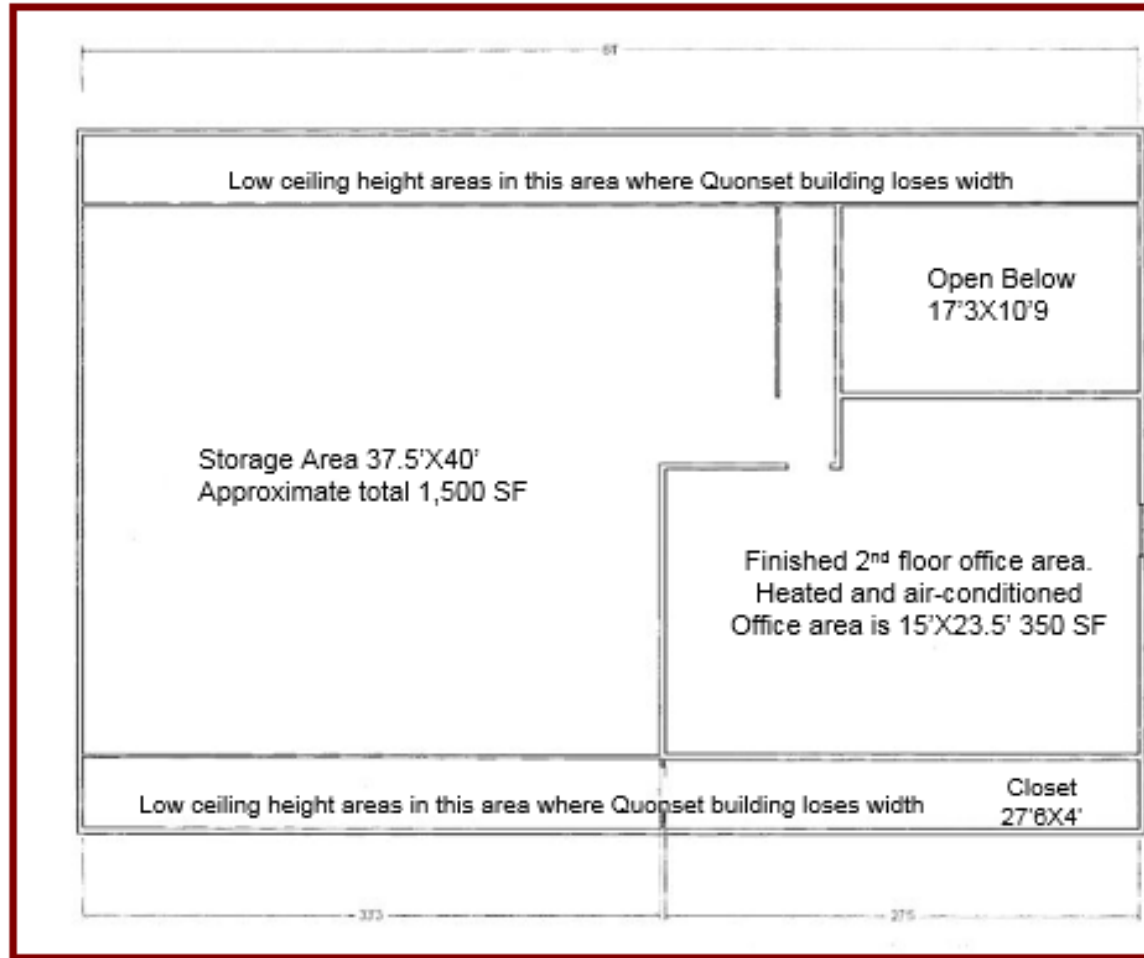 61'
Low ceiling height areas in this area where Quonset building loses width
Open Below
17'3X10'9
Storage Area 37.5'X40'
Approximate total 1,500 SF
Finished 2nd floor office area.
Heated and air-conditioned
Office area is 15'X23.5' 350 SF
Low ceiling height areas in this area where Quonset building loses width
Closet
27'6X4'